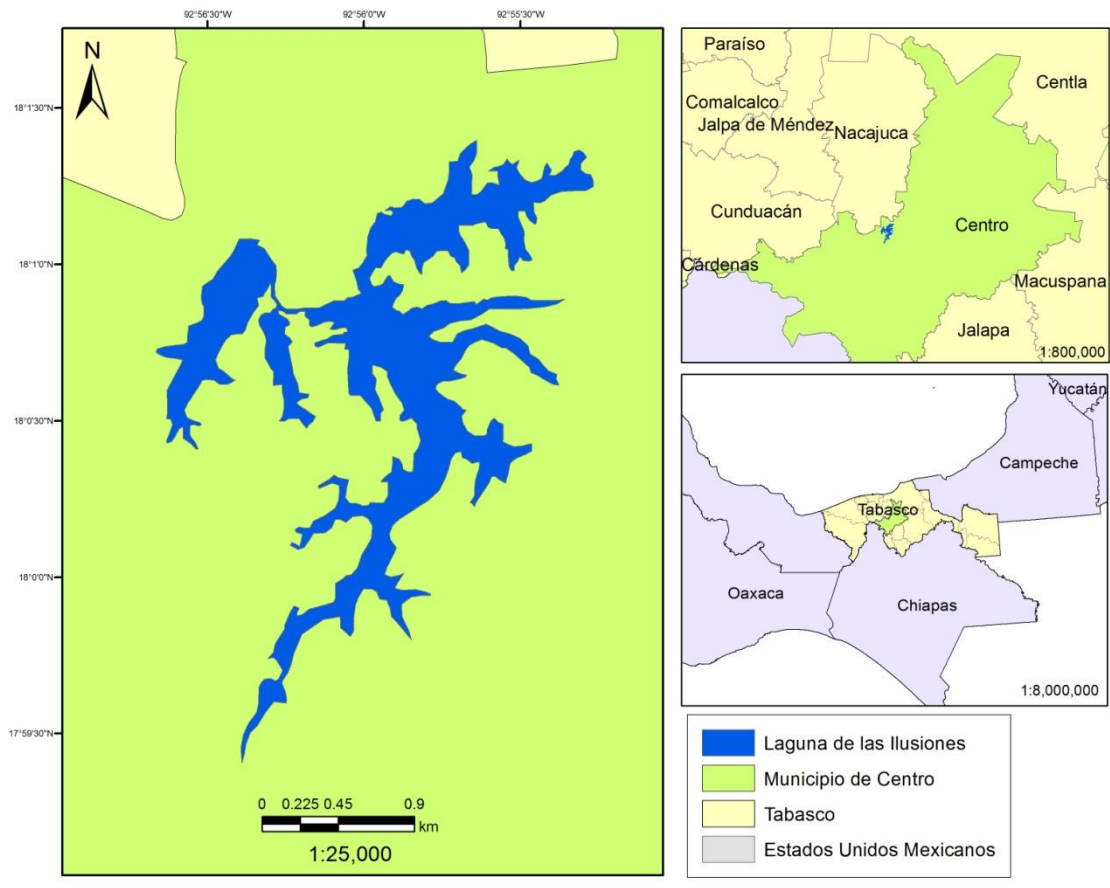 92°56'30"W
92°56'0"W
92°55'30"W
N
18°1'30"N
18°1'0"N
18°0'30"N
18°0'0"N
17°59'30"N
0 0.225 0.45 0.9
km
1:25,000
Paraíso
Centla
Comalcalco
Jalpa de Méndez
Nacajuca
Cunduacán
Centro
Cárdenas
Macuspana
Jalapa
1:800,000
Yucatán
Campeche
Tabasco
Oaxaca
Chiapas
1:8,000,000
Laguna de las Ilusiones
Municipio de Centro
Tabasco
Estados Unidos Mexicanos